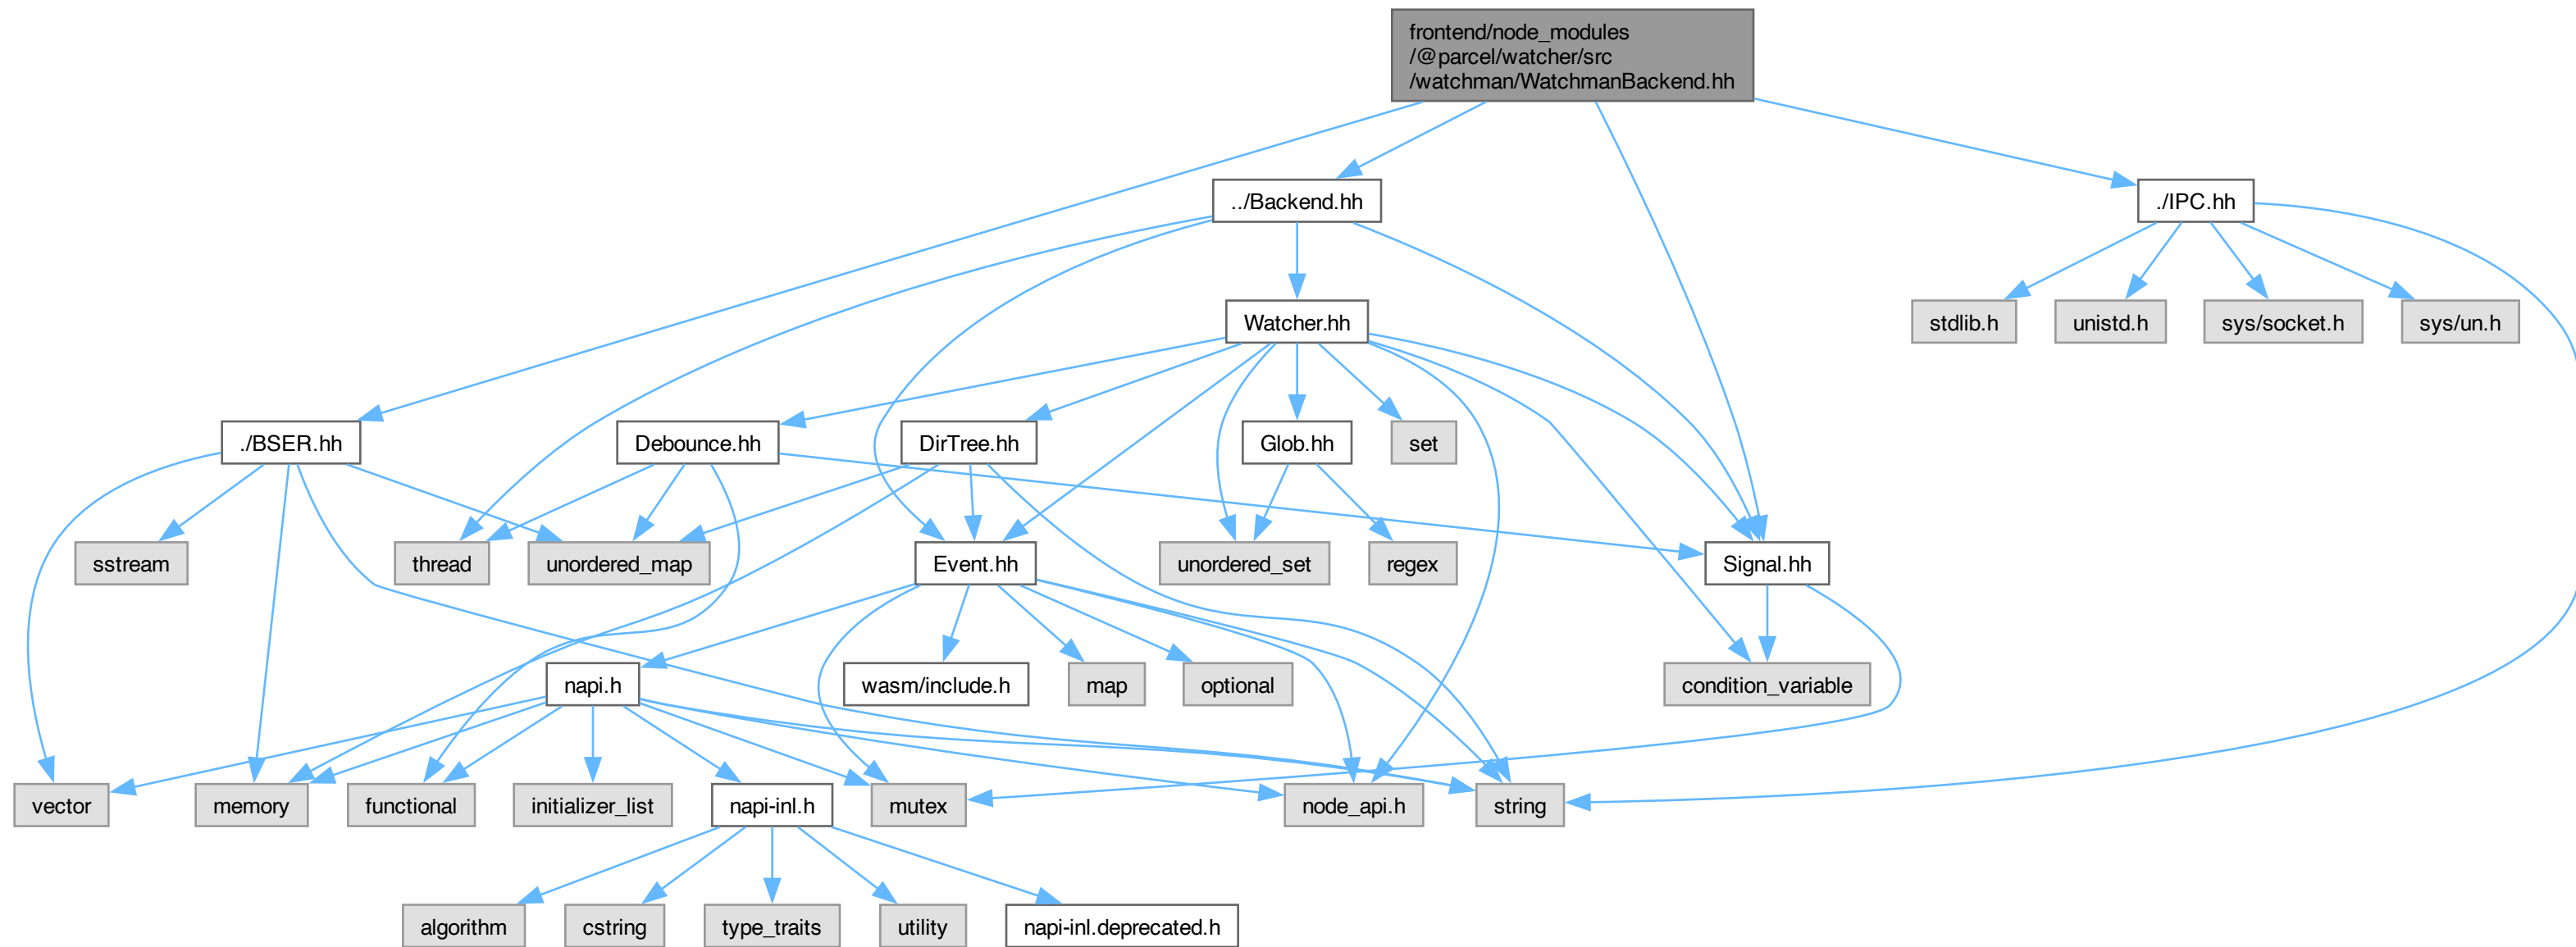 frontend/node_modules
/@parcel/watcher/src
/watchman/WatchmanBackend.hh
../Backend.hh
./IPC.hh
Watcher.hh
stdlib.h
unistd.h
sys/socket.h
sys/un.h
./BSER.hh
Debounce.hh
DirTree.hh
Glob.hh
set
sstream
thread
unordered_map
Event.hh
unordered_set
regex
Signal.hh
napi.h
wasm/include.h
map
optional
condition_variable
vector
memory
functional
initializer_list
napi-inl.h
mutex
node_api.h
string
algorithm
cstring
type_traits
utility
napi-inl.deprecated.h